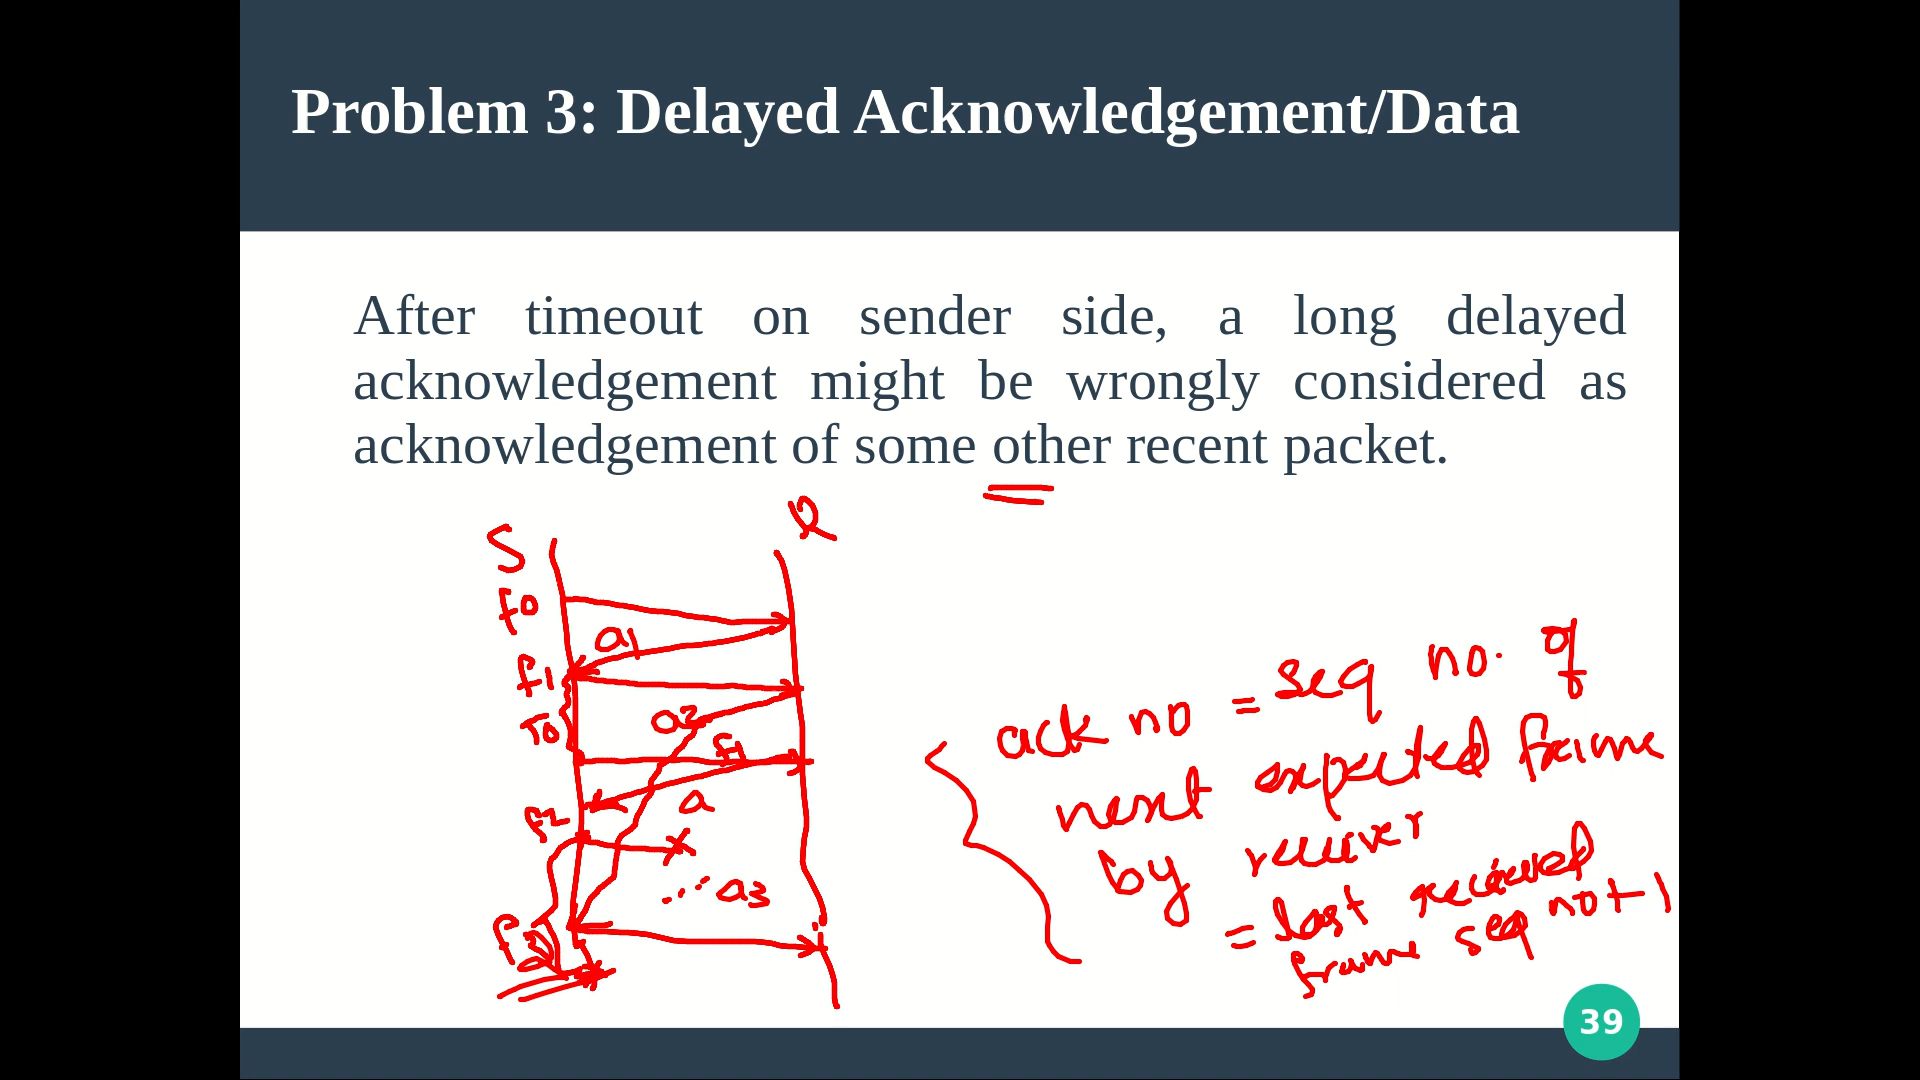 Problem 3: Delayed Acknowledgement/Data
After timeout on sender side, a long delayed
acknowledgement might be wrongly considered as
acknowledgement of some other recent packet.
S R
f0
a1
f1
a2
T0
f1
a
f2
a3
ack no = seq no. of
next expected frame
by receiver
= last received
frame seq no + 1
39